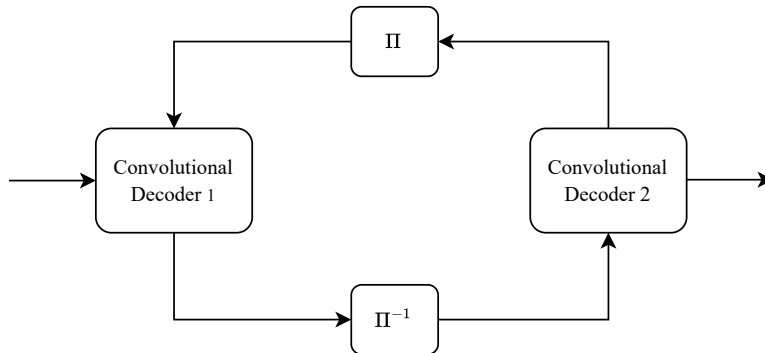 Π
Convolutional
Decoder 1
Convolutional
Decoder 2
Π⁻¹